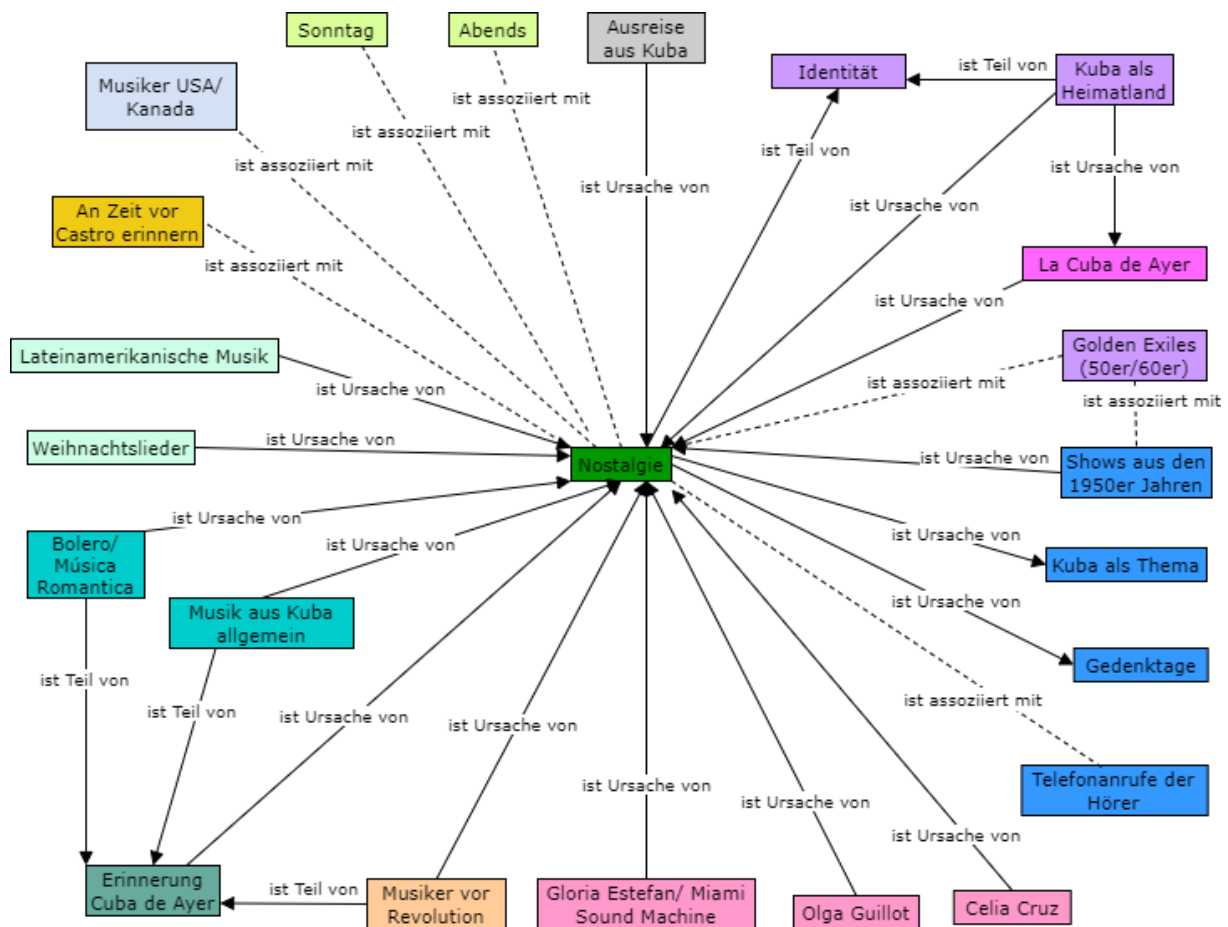 Sonntag
Abends
Ausreise
aus Kuba
Musiker USA/
Kanada
Identität
ist Teil von
Kuba als
Heimatland
ist assoziiert mit
ist assoziiert mit
ist assoziiert mit
ist Teil von
ist Ursache von
ist Ursache von
An Zeit vor
Castro erinnern
ist assoziiert mit
ist Ursache von
La Cuba de Ayer
ist Ursache von
Lateinamerikanische Musik
ist Ursache von
Golden Exiles
(50er/60er)
ist assoziiert mit
ist assoziiert mit
Weihnachtslieder
ist Ursache von
Nostalgie
ist Ursache von
Shows aus den
1950er Jahren
ist Ursache von
Bolero/
Música
Romantica
ist Ursache von
ist Ursache von
Kuba als Thema
Musik aus Kuba
allgemein
ist Ursache von
Gedenktage
ist Teil von
ist Teil von
ist Ursache von
ist Ursache von
ist assoziiert mit
ist Ursache von
ist Ursache von
ist Ursache von
Telefonanrufe der
Hörer
Erinnerung
Cuba de Ayer
ist Teil von
Musiker vor
Revolution
Gloria Estefan/ Miami
Sound Machine
Olga Guillot
Celia Cruz